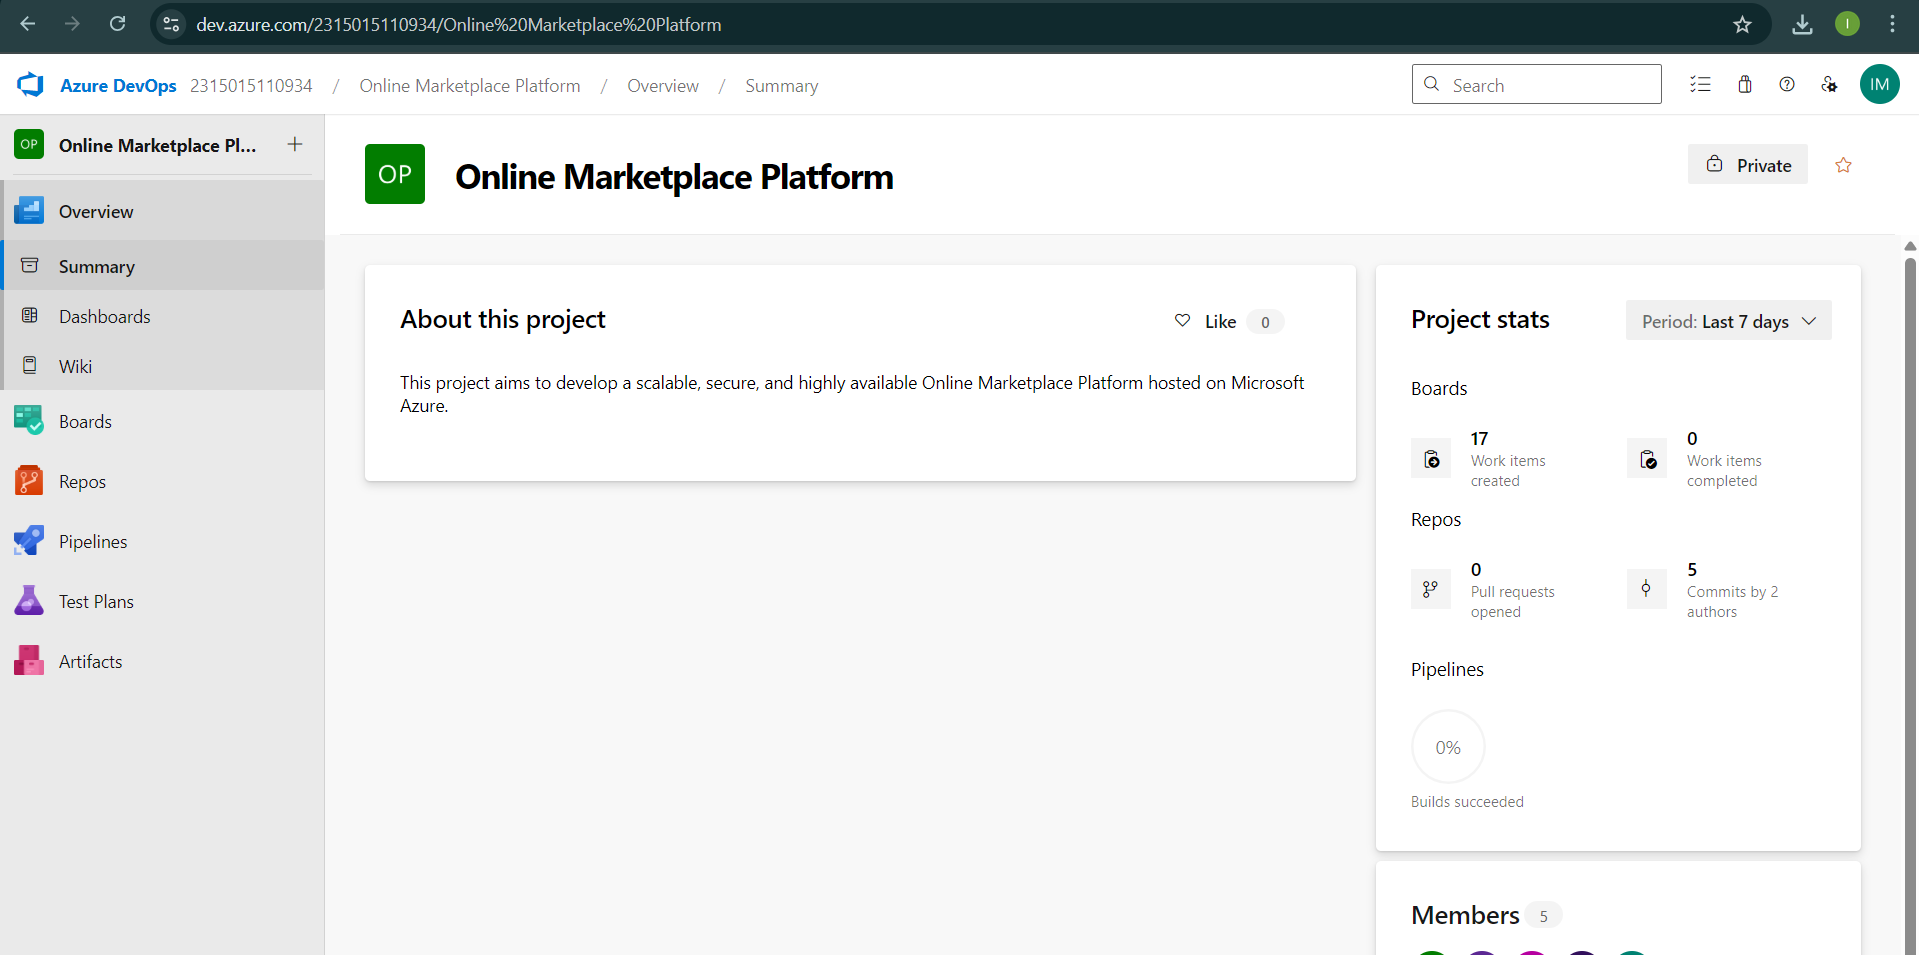 dev.azure.com/2315015110934/Online%20Marketplace%20Platform
I
Azure DevOps 2315015110934 / Online Marketplace Platform / Overview / Summary
Search
IM
OP Online Marketplace Pl... +
Overview
Summary
Dashboards
Wiki
Boards
Repos
Pipelines
Test Plans
Artifacts
OP Online Marketplace Platform
Private
About this project
Like 0
This project aims to develop a scalable, secure, and highly available Online Marketplace Platform hosted on Microsoft
Azure.
Project stats
Period: Last 7 days
Boards
17
Work items
created
0
Work items
completed
Repos
0
Pull requests
opened
5
Commits by 2
authors
Pipelines
0%
Builds succeeded
Members 5